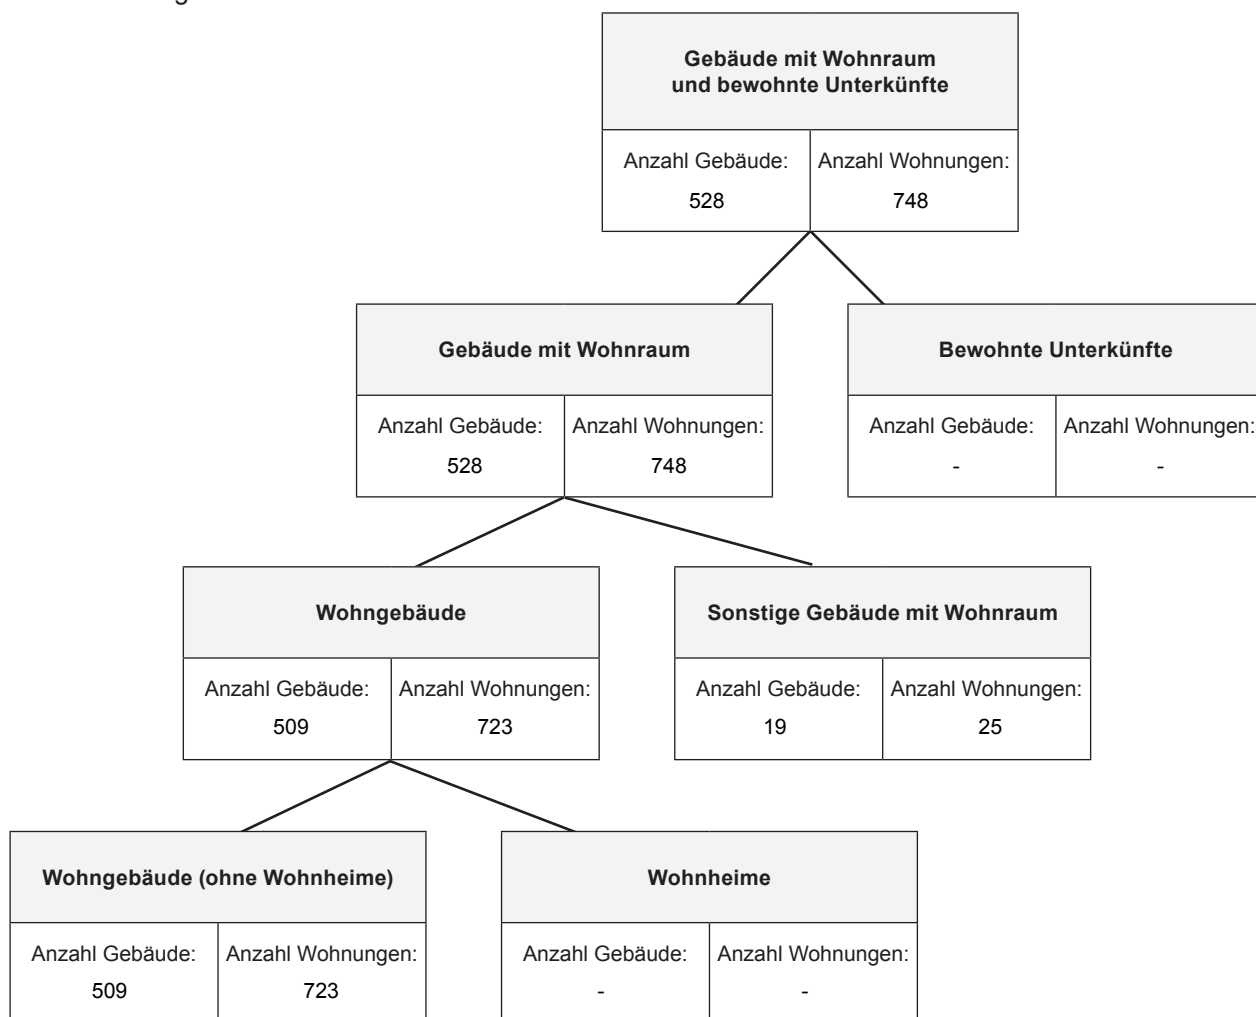 Gebäude mit Wohnraum
und bewohnte Unterkünfte
Anzahl Gebäude:
528
Anzahl Wohnungen:
748
Gebäude mit Wohnraum
Anzahl Gebäude:
528
Anzahl Wohnungen:
748
Bewohnte Unterkünfte
Anzahl Gebäude:
-
Anzahl Wohnungen:
-
Wohngebäude
Anzahl Gebäude:
509
Anzahl Wohnungen:
723
Sonstige Gebäude mit Wohnraum
Anzahl Gebäude:
19
Anzahl Wohnungen:
25
Wohngebäude (ohne Wohnheime)
Anzahl Gebäude:
509
Anzahl Wohnungen:
723
Wohnheime
Anzahl Gebäude:
-
Anzahl Wohnungen:
-